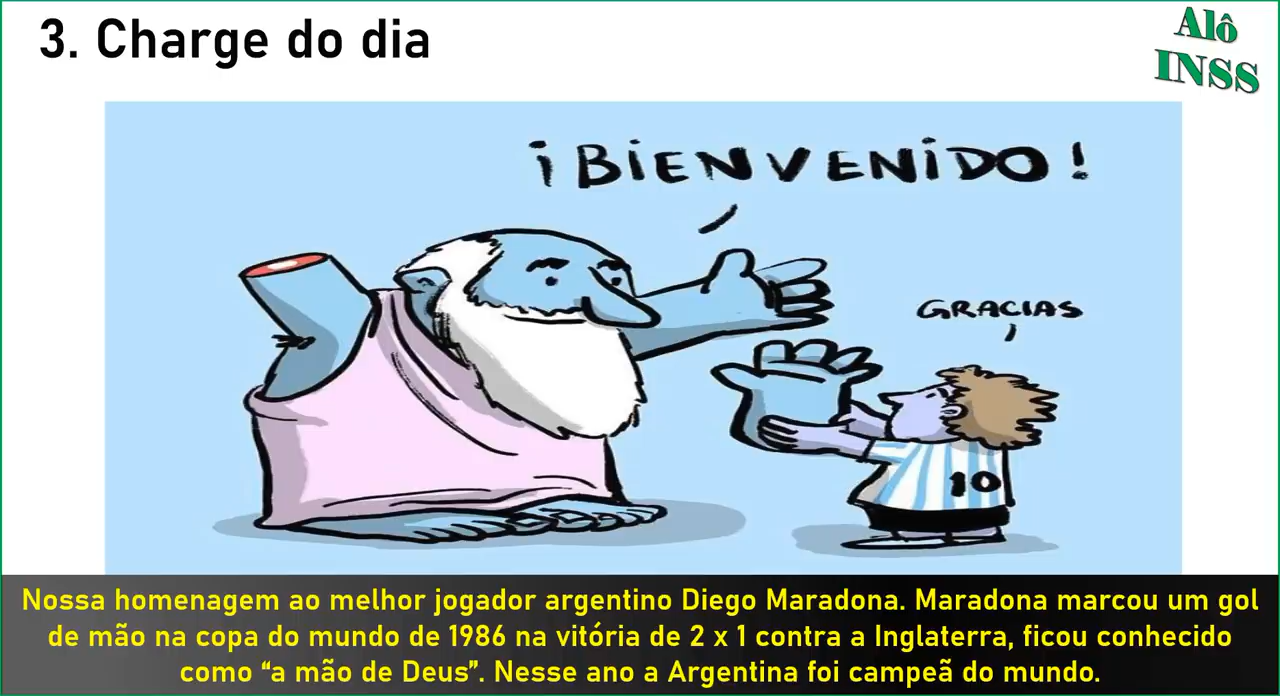 3. Charge do dia
Alô
INSS
¡BIENVENIDO!
GRACIAS
10
Nossa homenagem ao melhor jogador argentino Diego Maradona. Maradona marcou um gol
de mão na copa do mundo de 1986 na vitória de 2 x 1 contra a Inglaterra, ficou conhecido
como “a mão de Deus”. Nesse ano a Argentina foi campeã do mundo.